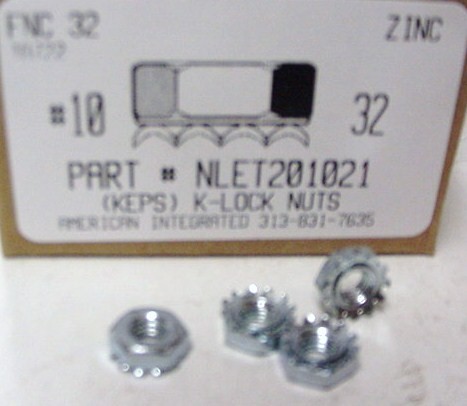 FNC 32 ZINC
#10 32
PART # NLET201021
(KEPS) K-LOCK NUTS
AMERICAN INTEGRATED 313-831-7635